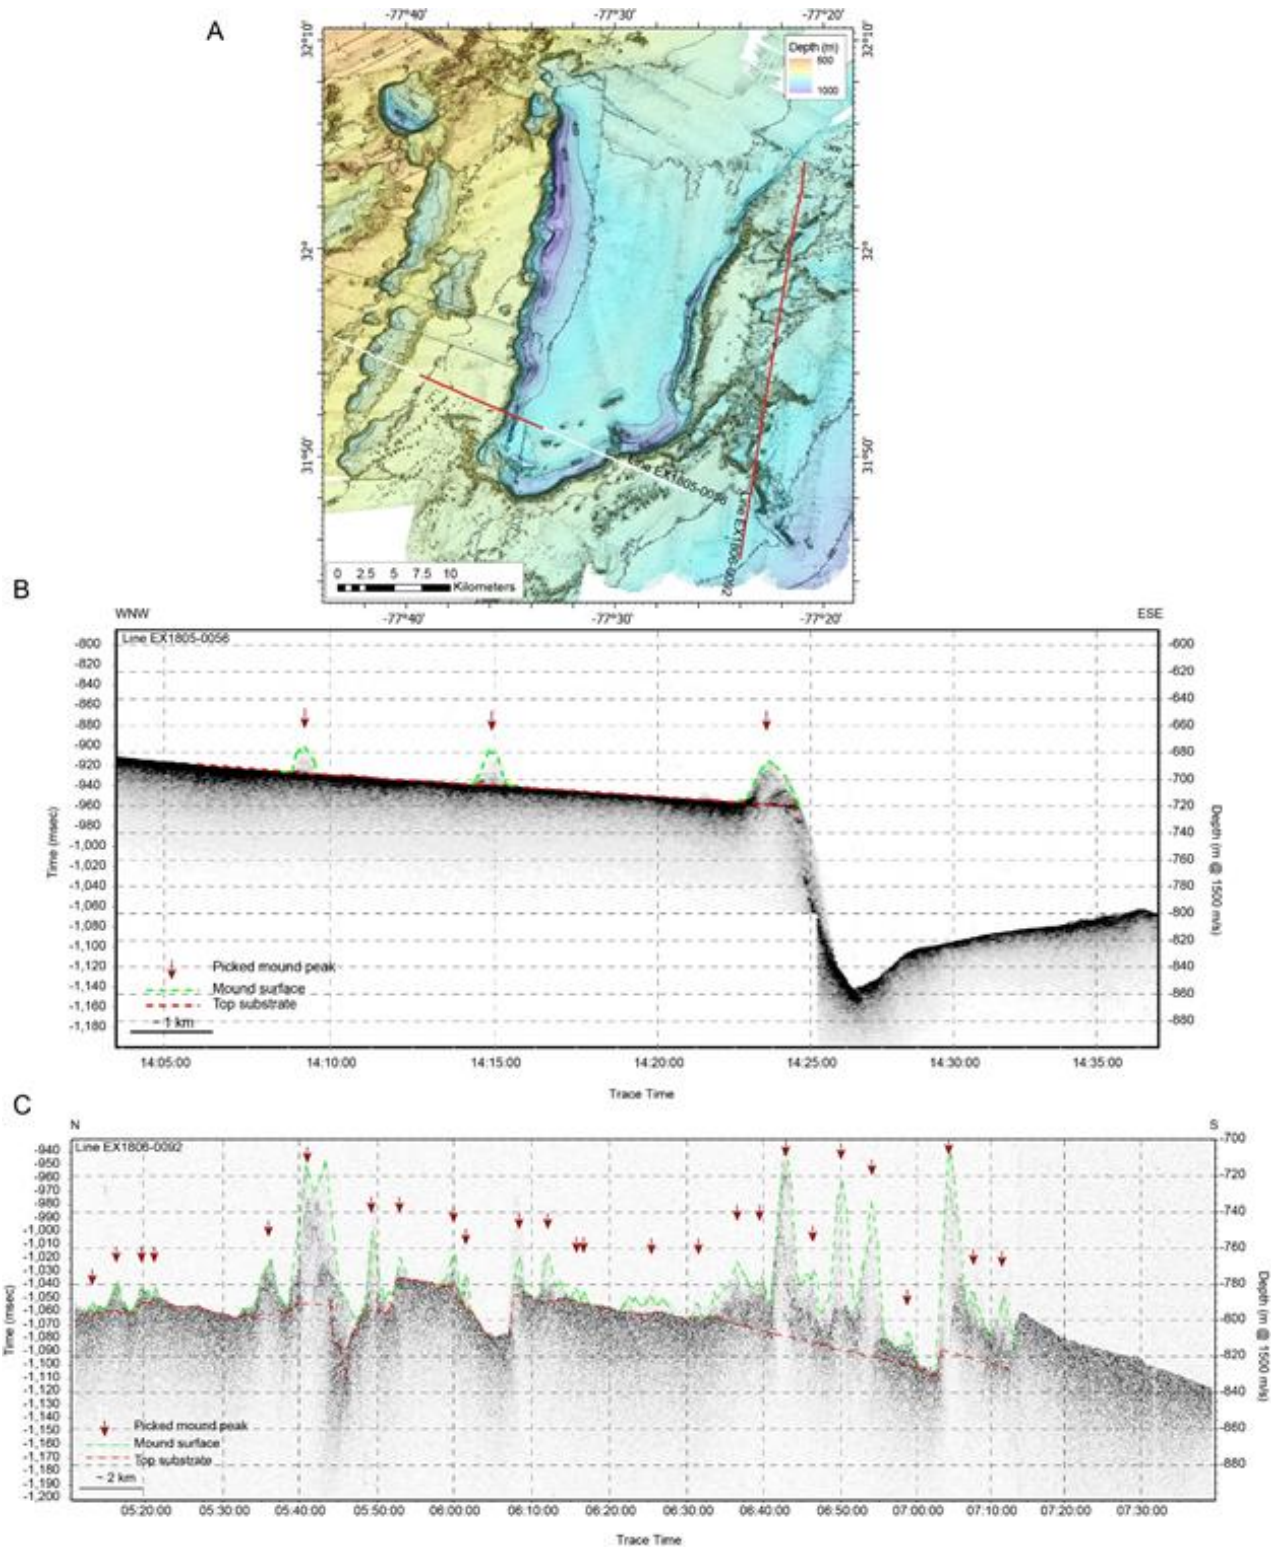 A
-77°40' -77°30' -77°20'
32°10' 32°10'
Depth (m)
600
1000
32° 32°
31°50' 31°50'
Line EX1805-0056
Line EX1806-0092
0 2.5 5 7.5 10
Kilometers
-77°40' -77°30' -77°20'
B
WNW ESE
Line EX1805-0056
-800 -600
-820 -620
-840 -640
-860 -660
-880 -680
-900 -700
-920 -720
-940 -740
-960 -760
-980 -780
-1,000 -800
-1,020 -820
-1,040 -840
-1,060 -860
-1,080 -880
-1,100
-1,120
-1,140
-1,160
-1,180
Time (msec)
Depth (m @ 1500 m/s)
Picked mound peak
Mound surface
Top substrate
~ 1 km
14:05:00 14:10:00 14:15:00 14:20:00 14:25:00 14:30:00 14:35:00
Trace Time
C
N S
Line EX1806-0092
-940 -700
-950 -720
-960 -740
-970 -760
-980 -780
-990 -800
-1,000 -820
-1,010 -840
-1,020 -860
-1,030 -880
-1,040
-1,050
-1,060
-1,070
-1,080
-1,090
-1,100
-1,110
-1,120
-1,130
-1,140
-1,150
-1,160
-1,170
-1,180
-1,190
-1,200
Time (msec)
Depth (m @ 1500 m/s)
Picked mound peak
Mound surface
Top substrate
~ 2 km
05:20:00 05:30:00 05:40:00 05:50:00 06:00:00 06:10:00 06:20:00 06:30:00 06:40:00 06:50:00 07:00:00 07:10:00 07:20:00 07:30:00
Trace Time